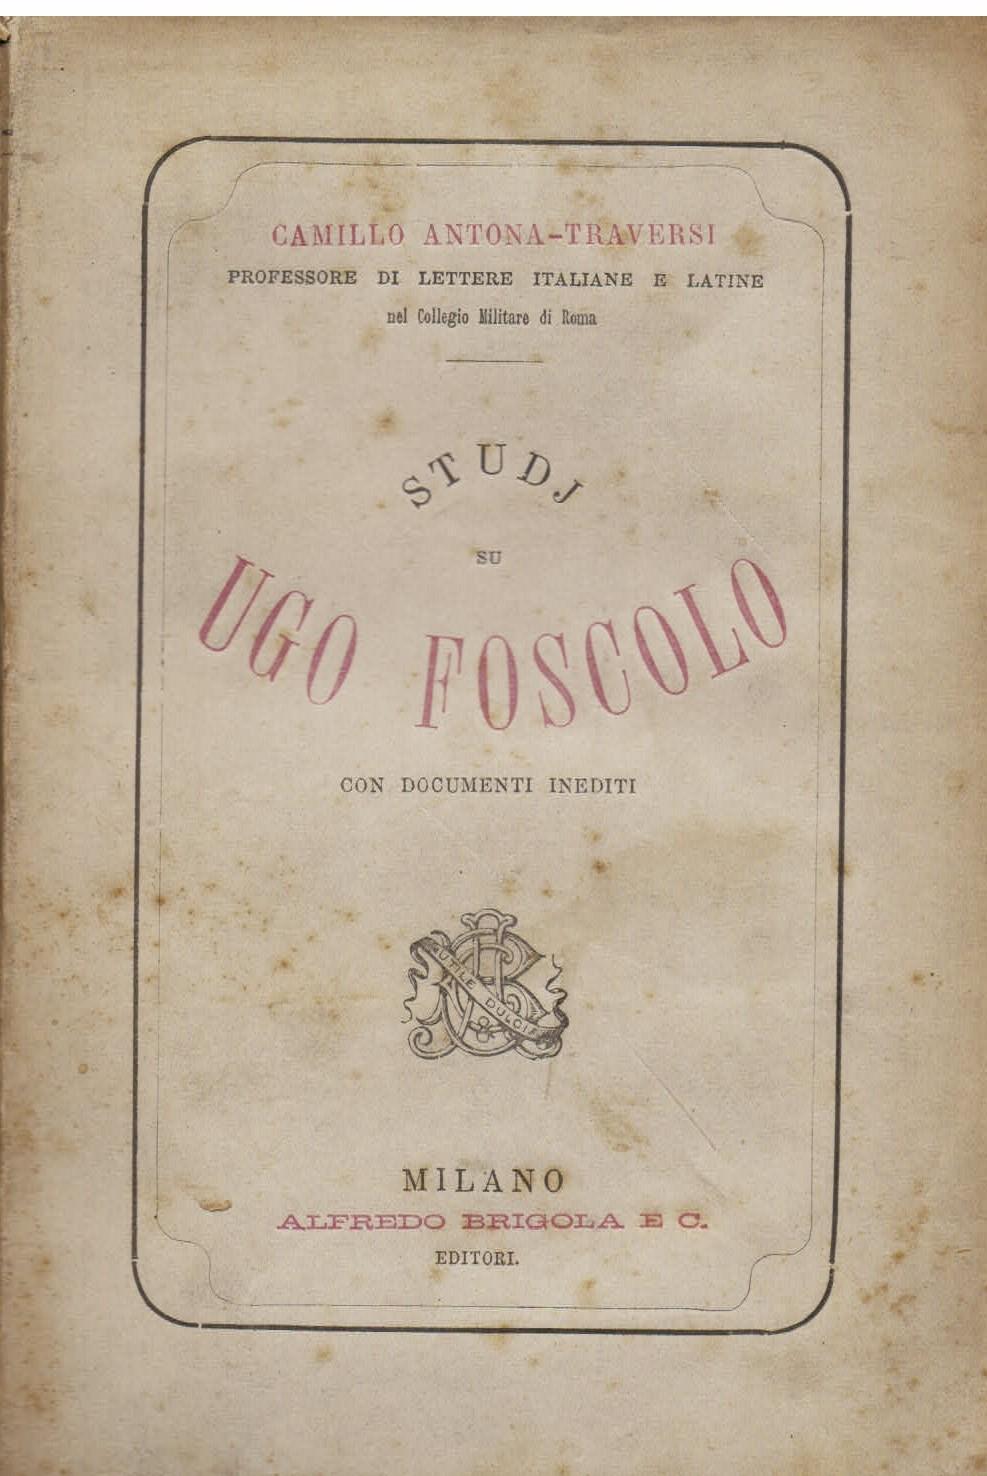 CAMILLO ANTONA-TRAVERSI
PROFESSORE DI LETTERE ITALIANE E LATINE
nel Collegio Militare di Roma
STUDJ
SU
UGO FOSCOLO
CON DOCUMENTI INEDITI
UTILE DULCI
MILANO
ALFREDO BRIGOLA E C.
EDITORI.